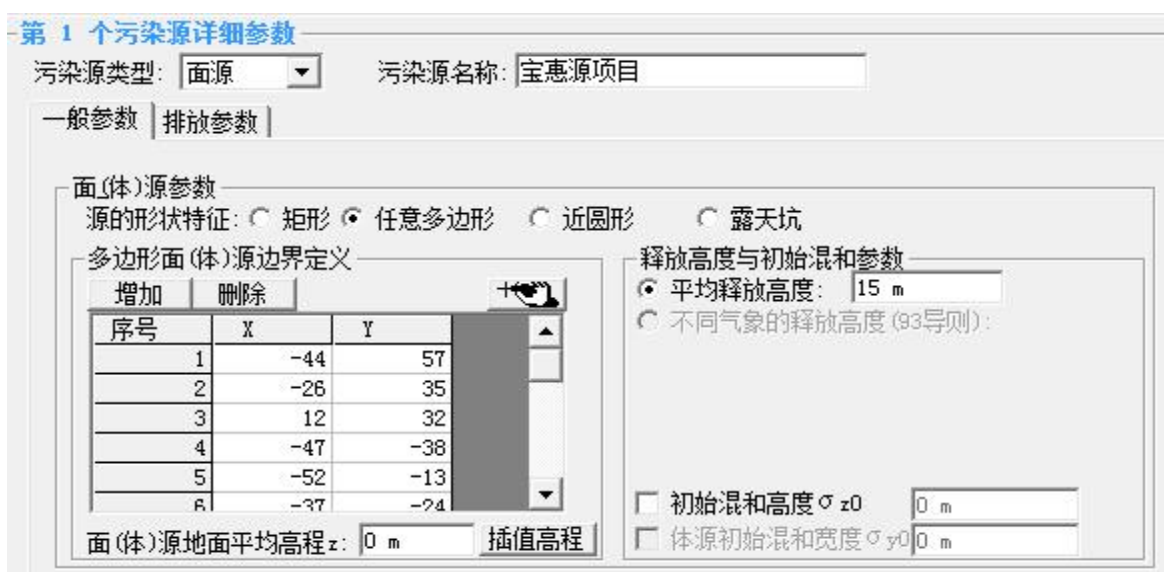 第 1 个污染源详细参数
污染源类型: 面源 污染源名称: 宝惠源项目
一般参数 排放参数
面(体)源参数
源的形状特征: 矩形 任意多边形 近圆形 露天坑
多边形面(体)源边界定义
增加 删除
序号 X Y
1 -44 57
2 -26 35
3 12 32
4 -47 -38
5 -52 -13
6 -37 -24
面(体)源地面平均高程z: 0 m 插值高程
释放高度与初始混和参数
平均释放高度: 15 m
不同气象的释放高度(93导则):
初始混和高度σz0 0 m
体源初始混和宽度σy0 0 m